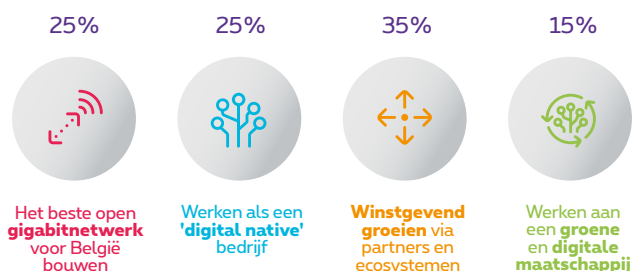 25%
25%
35%
15%
Het beste open
gigabitnetwerk
voor België
bouwen
Werken als een
'digital native'
bedrijf
Winstgevend
groeien via
partners en
ecosystemen
Werken aan
een groene
en digitale
maatschappij